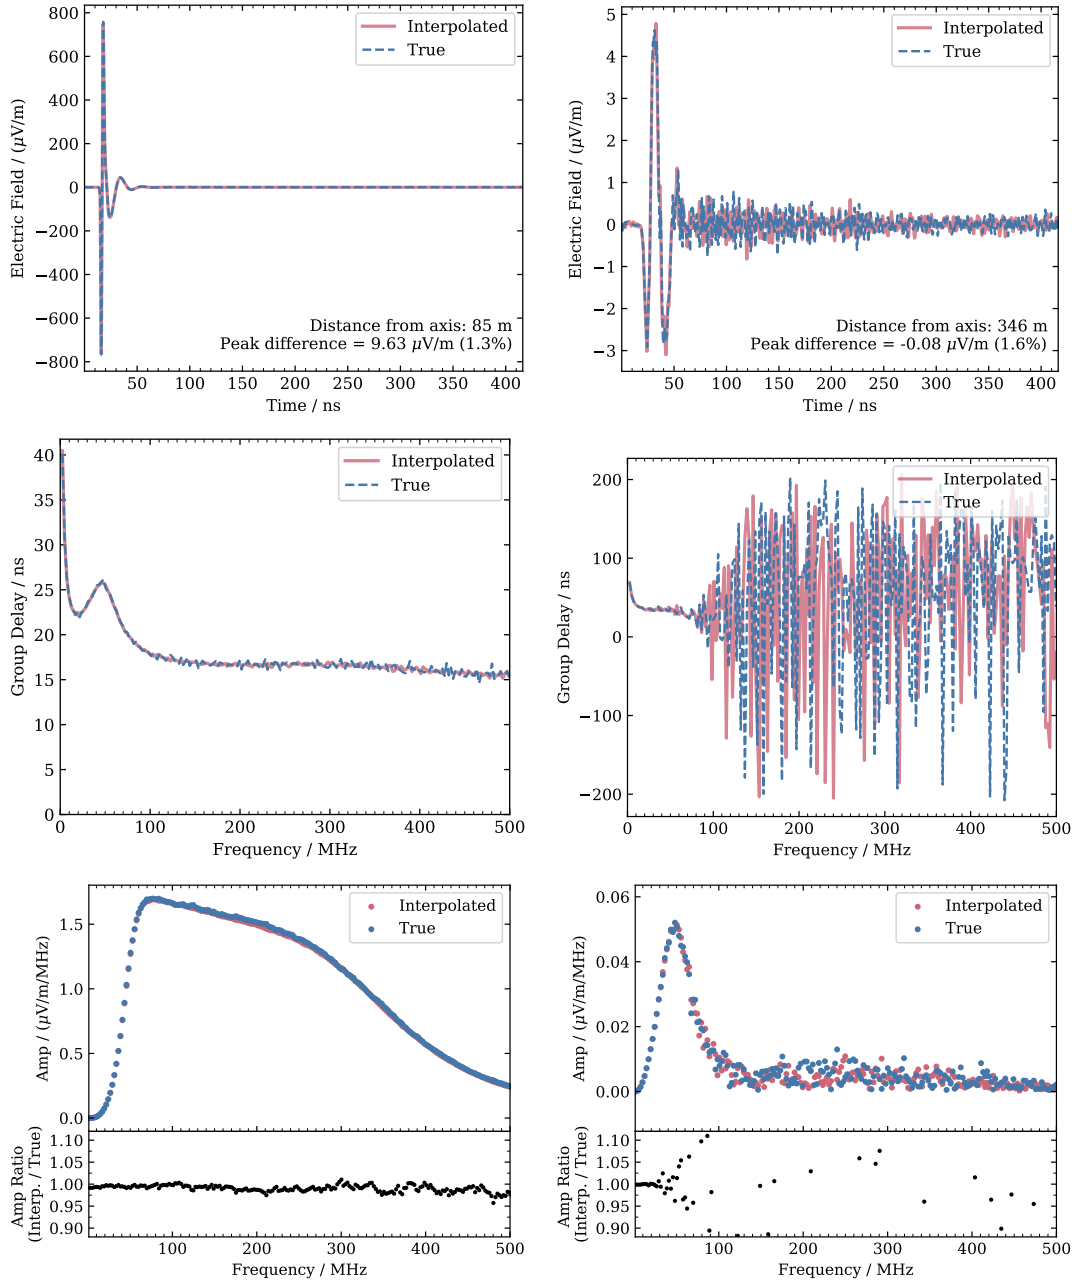 800
600
400
200
0
−200
−400
−600
−800
Electric Field / (μV/m)
Interpolated
True
Distance from axis: 85 m
Peak difference = 9.63 μV/m (1.3%)
50 100 150 200 250 300 350 400
Time / ns
5
4
3
2
1
0
−1
−2
−3
Electric Field / (μV/m)
Interpolated
True
Distance from axis: 346 m
Peak difference = -0.08 μV/m (1.6%)
50 100 150 200 250 300 350 400
Time / ns
40
35
30
25
20
15
10
5
0
Group Delay / ns
Interpolated
True
0 100 200 300 400 500
Frequency / MHz
200
100
0
−100
−200
Group Delay / ns
Interpolated
True
0 100 200 300 400 500
Frequency / MHz
1.5
1.0
0.5
0.0
Amp / (μV/m/MHz)
Interpolated
True
1.10
1.05
1.00
0.95
0.90
Amp Ratio
(Interp. / True)
100 200 300 400 500
Frequency / MHz
0.06
0.04
0.02
0.00
Amp / (μV/m/MHz)
Interpolated
True
1.10
1.05
1.00
0.95
0.90
Amp Ratio
(Interp. / True)
100 200 300 400 500
Frequency / MHz